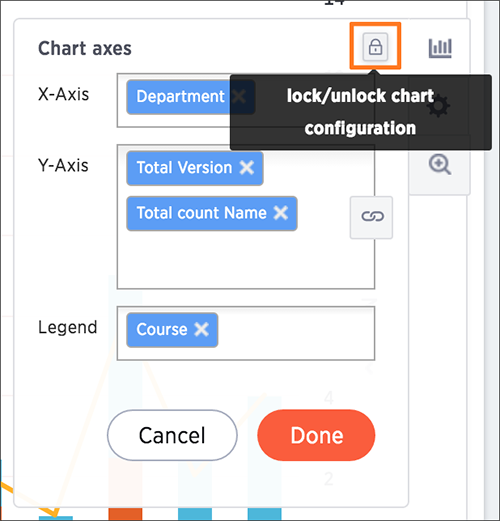 14
Chart axes
X-Axis
Department
lock/unlock chart
configuration
Y-Axis
Total Version
Total count Name
Legend
Course
4
Cancel
Done
2